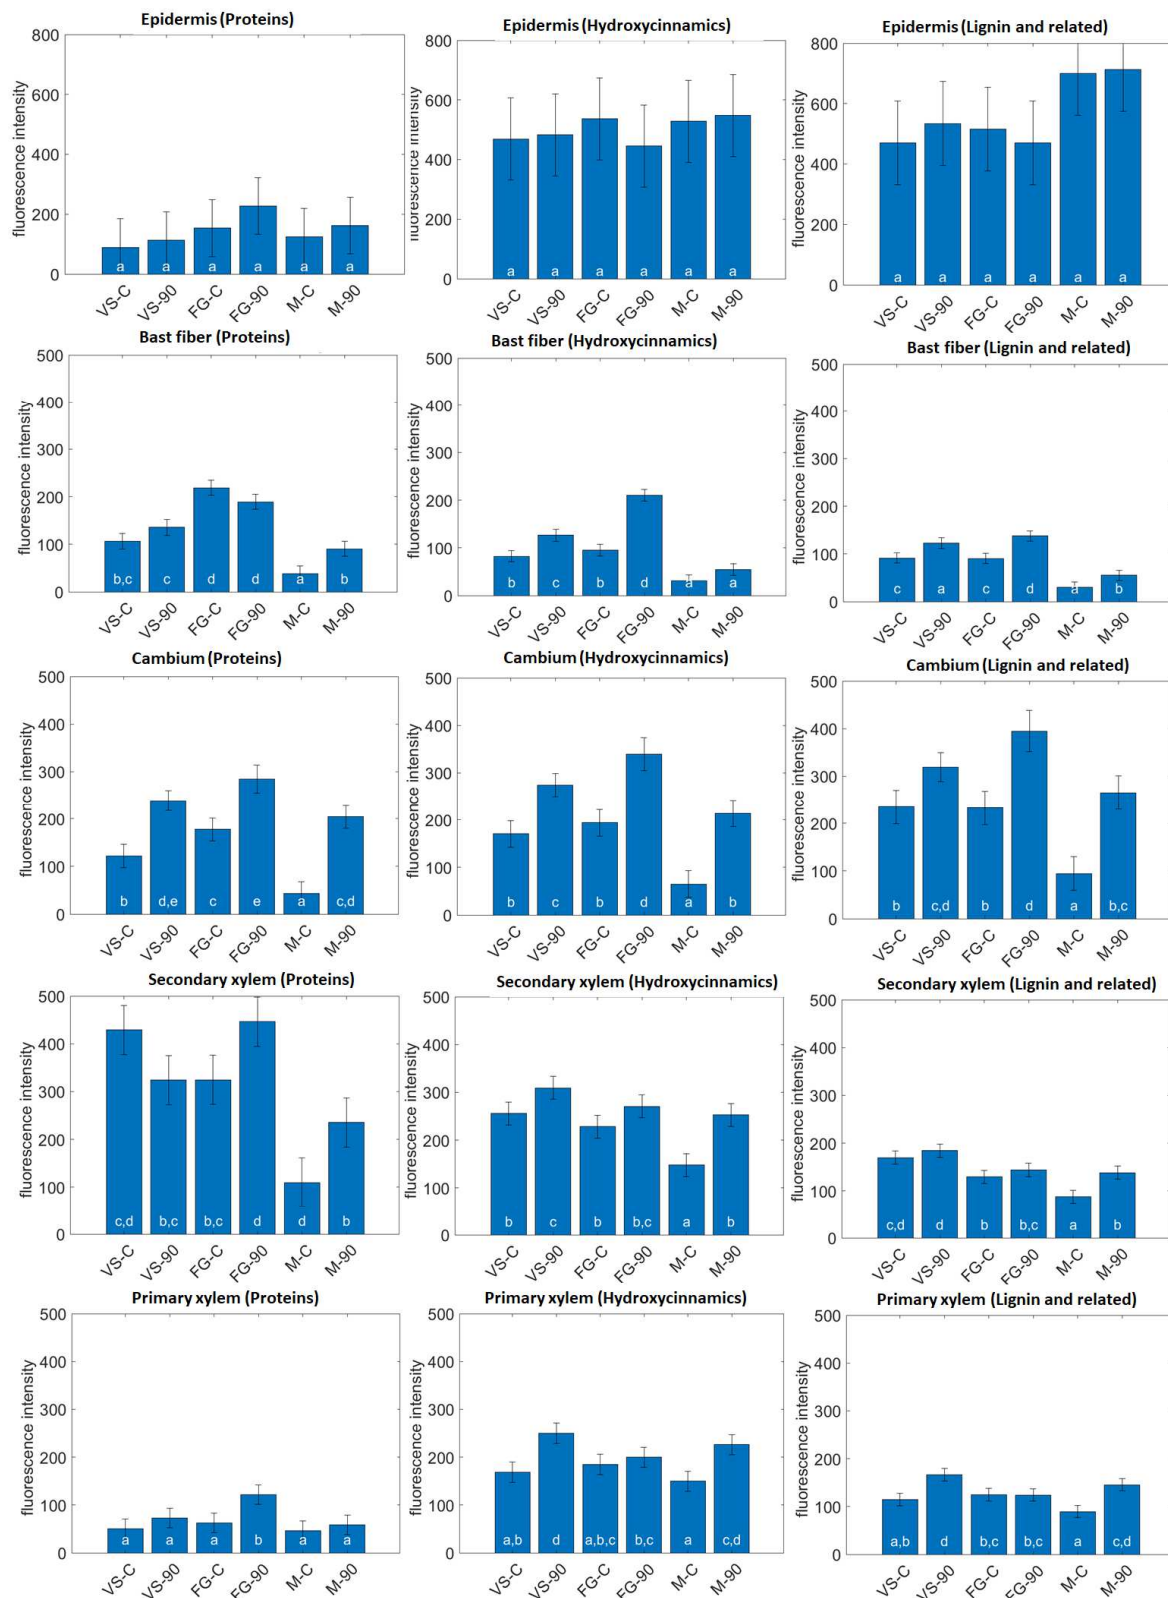 Epidermis (Proteins)
800
600
400
200
0
fluorescence intensity
a a a a a a
VS-C VS-90 FG-C FG-90 M-C M-90
Epidermis (Hydroxycinnamics)
800
600
400
200
0
fluorescence intensity
a a a a a a
VS-C VS-90 FG-C FG-90 M-C M-90
Epidermis (Lignin and related)
800
600
400
200
0
fluorescence intensity
a a a a a a
VS-C VS-90 FG-C FG-90 M-C M-90
Bast fiber (Proteins)
500
400
300
200
100
0
fluorescence intensity
b,c c d d a b
VS-C VS-90 FG-C FG-90 M-C M-90
Bast fiber (Hydroxycinnamics)
500
400
300
200
100
0
fluorescence intensity
b c b d a a
VS-C VS-90 FG-C FG-90 M-C M-90
Bast fiber (Lignin and related)
500
400
300
200
100
0
fluorescence intensity
c a c d a b
VS-C VS-90 FG-C FG-90 M-C M-90
Cambium (Proteins)
500
400
300
200
100
0
fluorescence intensity
b d,e c e a c,d
VS-C VS-90 FG-C FG-90 M-C M-90
Cambium (Hydroxycinnamics)
500
400
300
200
100
0
fluorescence intensity
b c b d a b
VS-C VS-90 FG-C FG-90 M-C M-90
Cambium (Lignin and related)
500
400
300
200
100
0
fluorescence intensity
b c,d b d a b,c
VS-C VS-90 FG-C FG-90 M-C M-90
Secondary xylem (Proteins)
500
400
300
200
100
0
fluorescence intensity
c,d b,c b,c d d b
VS-C VS-90 FG-C FG-90 M-C M-90
Secondary xylem (Hydroxycinnamics)
500
400
300
200
100
0
fluorescence intensity
b c b b,c a b
VS-C VS-90 FG-C FG-90 M-C M-90
Secondary xylem (Lignin and related)
500
400
300
200
100
0
fluorescence intensity
c,d d b b,c a b
VS-C VS-90 FG-C FG-90 M-C M-90
Primary xylem (Proteins)
500
400
300
200
100
0
fluorescence intensity
a a a b a a
VS-C VS-90 FG-C FG-90 M-C M-90
Primary xylem (Hydroxycinnamics)
500
400
300
200
100
0
fluorescence intensity
a,b d a,b,c b,c a c,d
VS-C VS-90 FG-C FG-90 M-C M-90
Primary xylem (Lignin and related)
500
400
300
200
100
0
fluorescence intensity
a,b d b,c b,c a c,d
VS-C VS-90 FG-C FG-90 M-C M-90